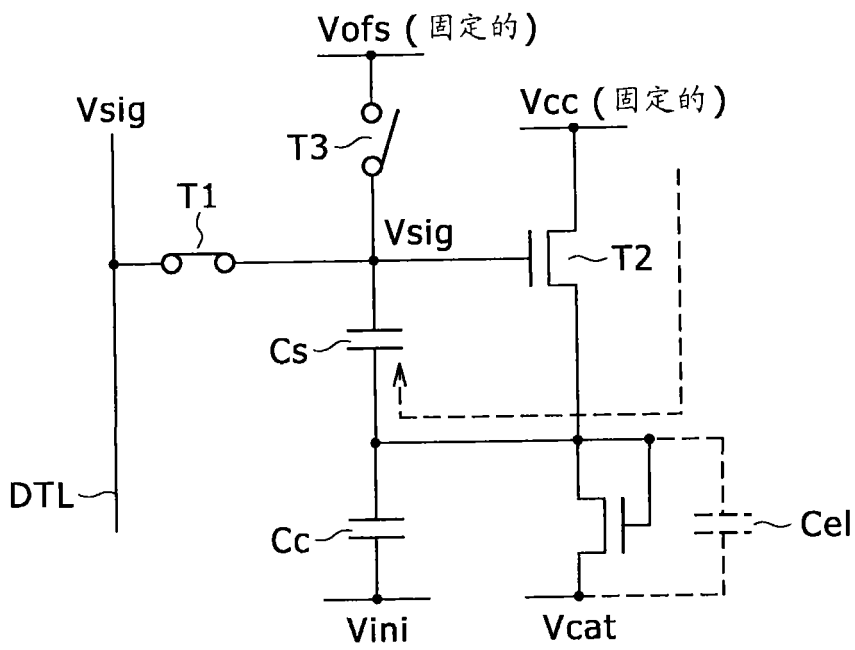 Vofs (固定的)
Vcc (固定的)
Vsig
T3
T1
Vsig
T2
Cs
DTL
Cc
Cel
Vini
Vcat